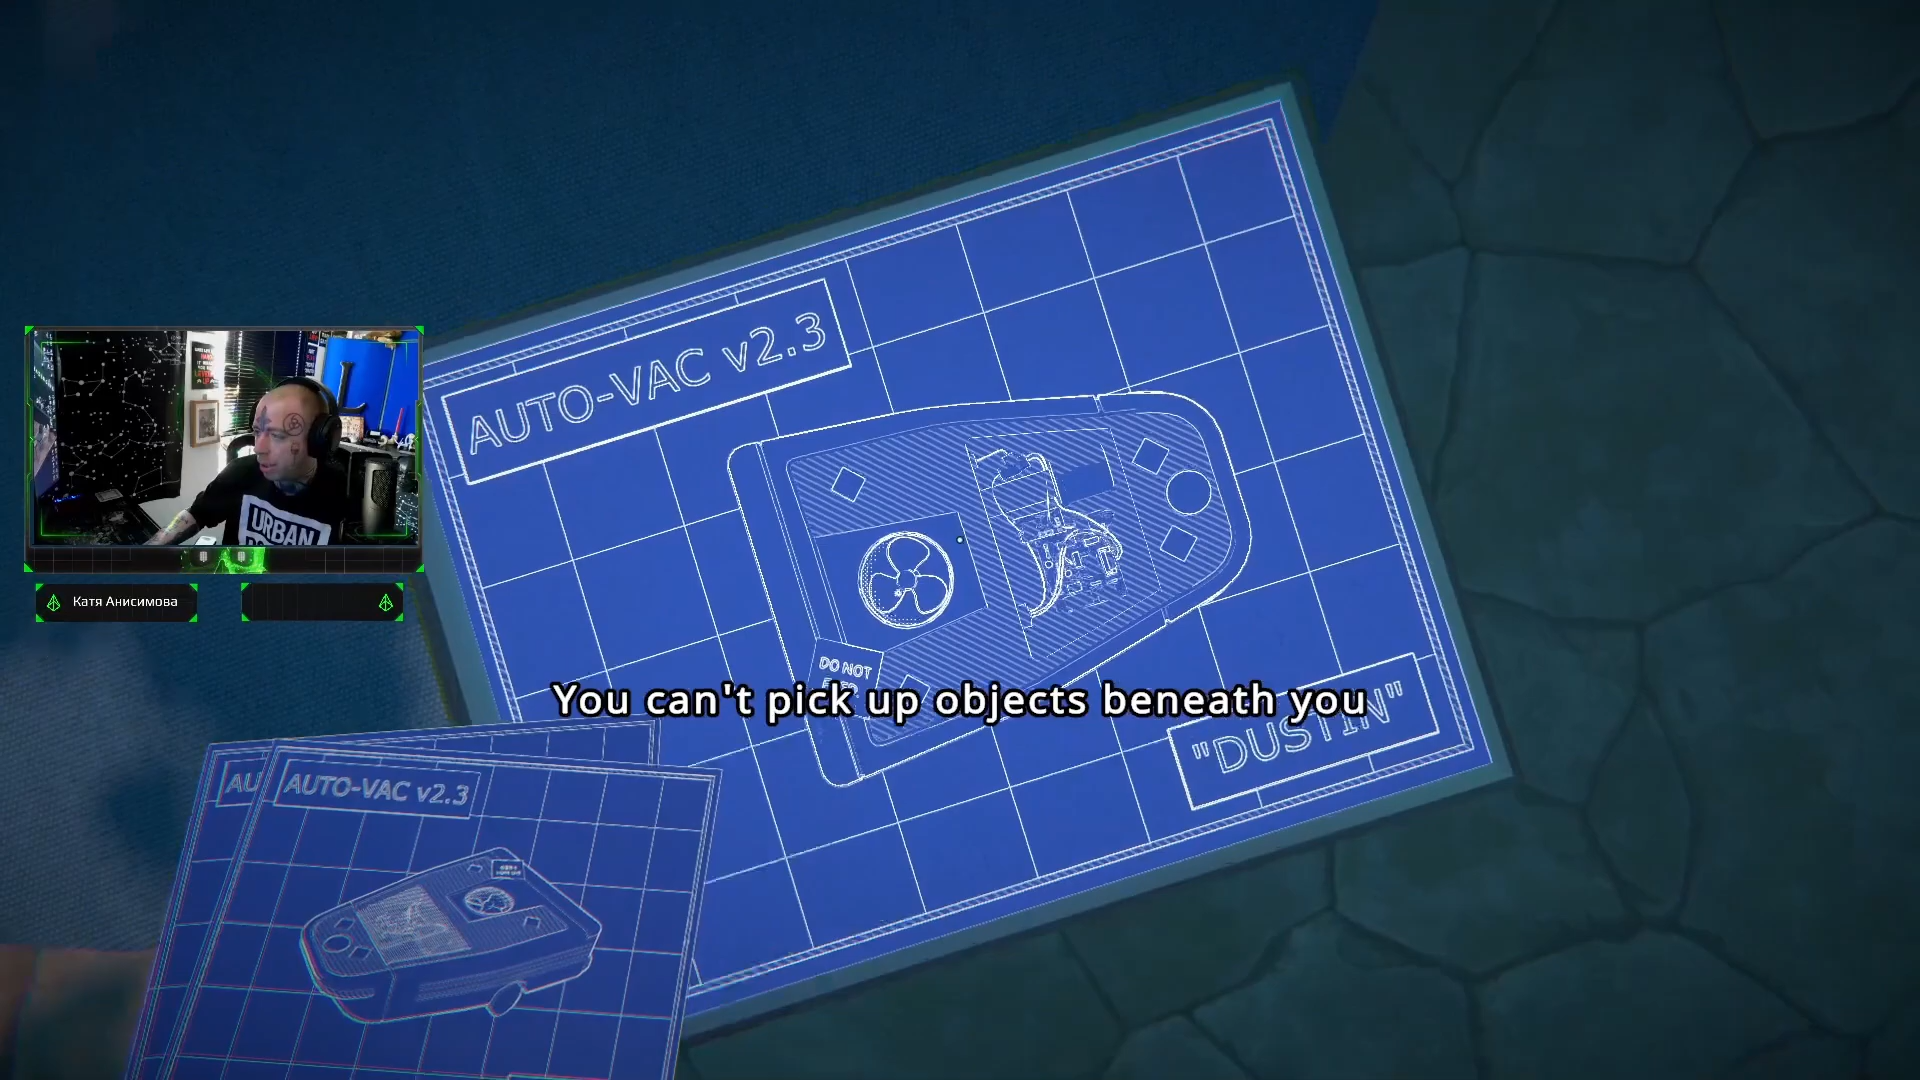 AUTO-VAC v2.3
URBAN
Катя Анисимова
DO NOT
You can't pick up objects beneath you
"DUSTIN"
AU
AUTO-VAC v2.3